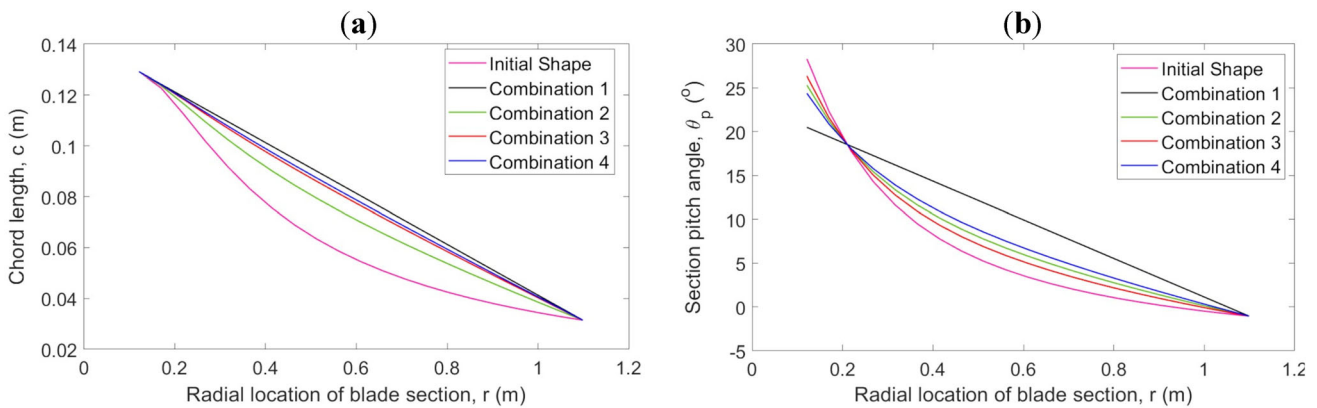 (a)
0.14
0.12
0.1
0.08
0.06
0.04
0.02
Chord length, c (m)
0
0.2
0.4
0.6
0.8
1
1.2
Radial location of blade section, r (m)
Initial Shape
Combination 1
Combination 2
Combination 3
Combination 4
(b)
30
25
20
15
10
5
0
-5
Section pitch angle, θp (o)
0
0.2
0.4
0.6
0.8
1
1.2
Radial location of blade section, r (m)
Initial Shape
Combination 1
Combination 2
Combination 3
Combination 4